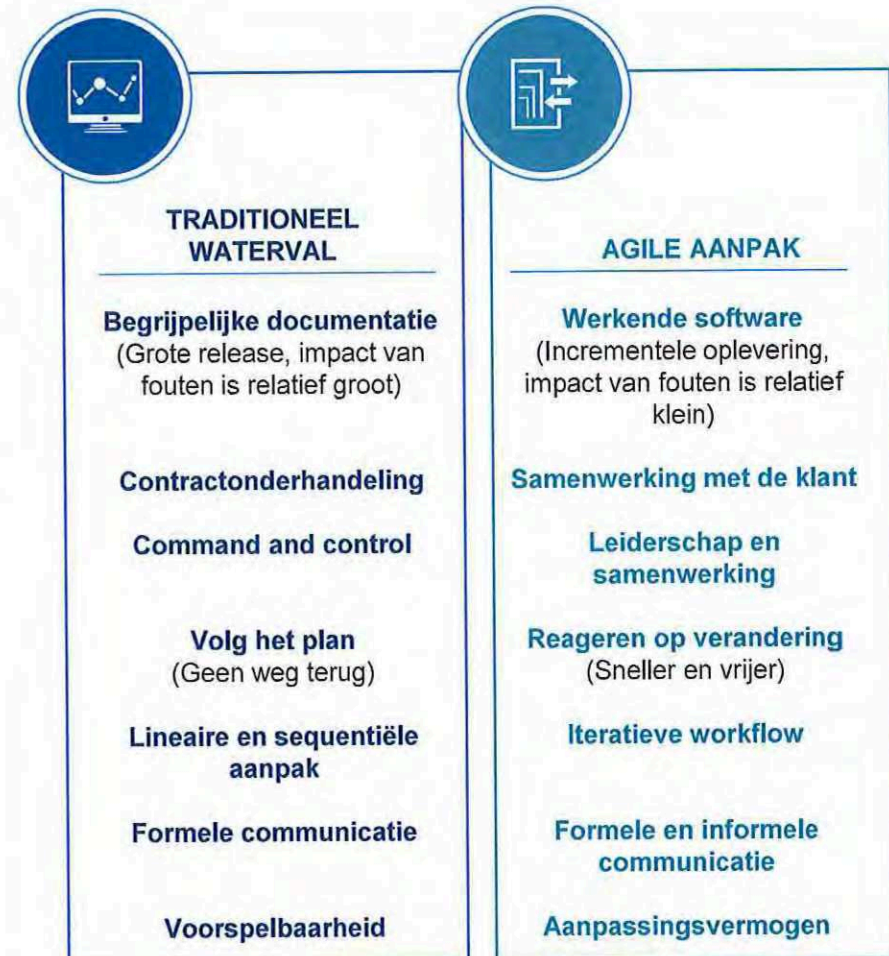 TRADITIONEEL
WATERVAL
Begrijpelijke documentatie
(Grote release, impact van
fouten is relatief groot)
Contractonderhandeling
Command and control
Volg het plan
(Geen weg terug)
Lineaire en sequentiële
aanpak
Formele communicatie
Voorspelbaarheid
AGILE AANPAK
Werkende software
(Incrementele oplevering,
impact van fouten is relatief
klein)
Samenwerking met de klant
Leiderschap en
samenwerking
Reageren op verandering
(Sneller en vrijer)
Iteratieve workflow
Formele en informele
communicatie
Aanpassingsvermogen